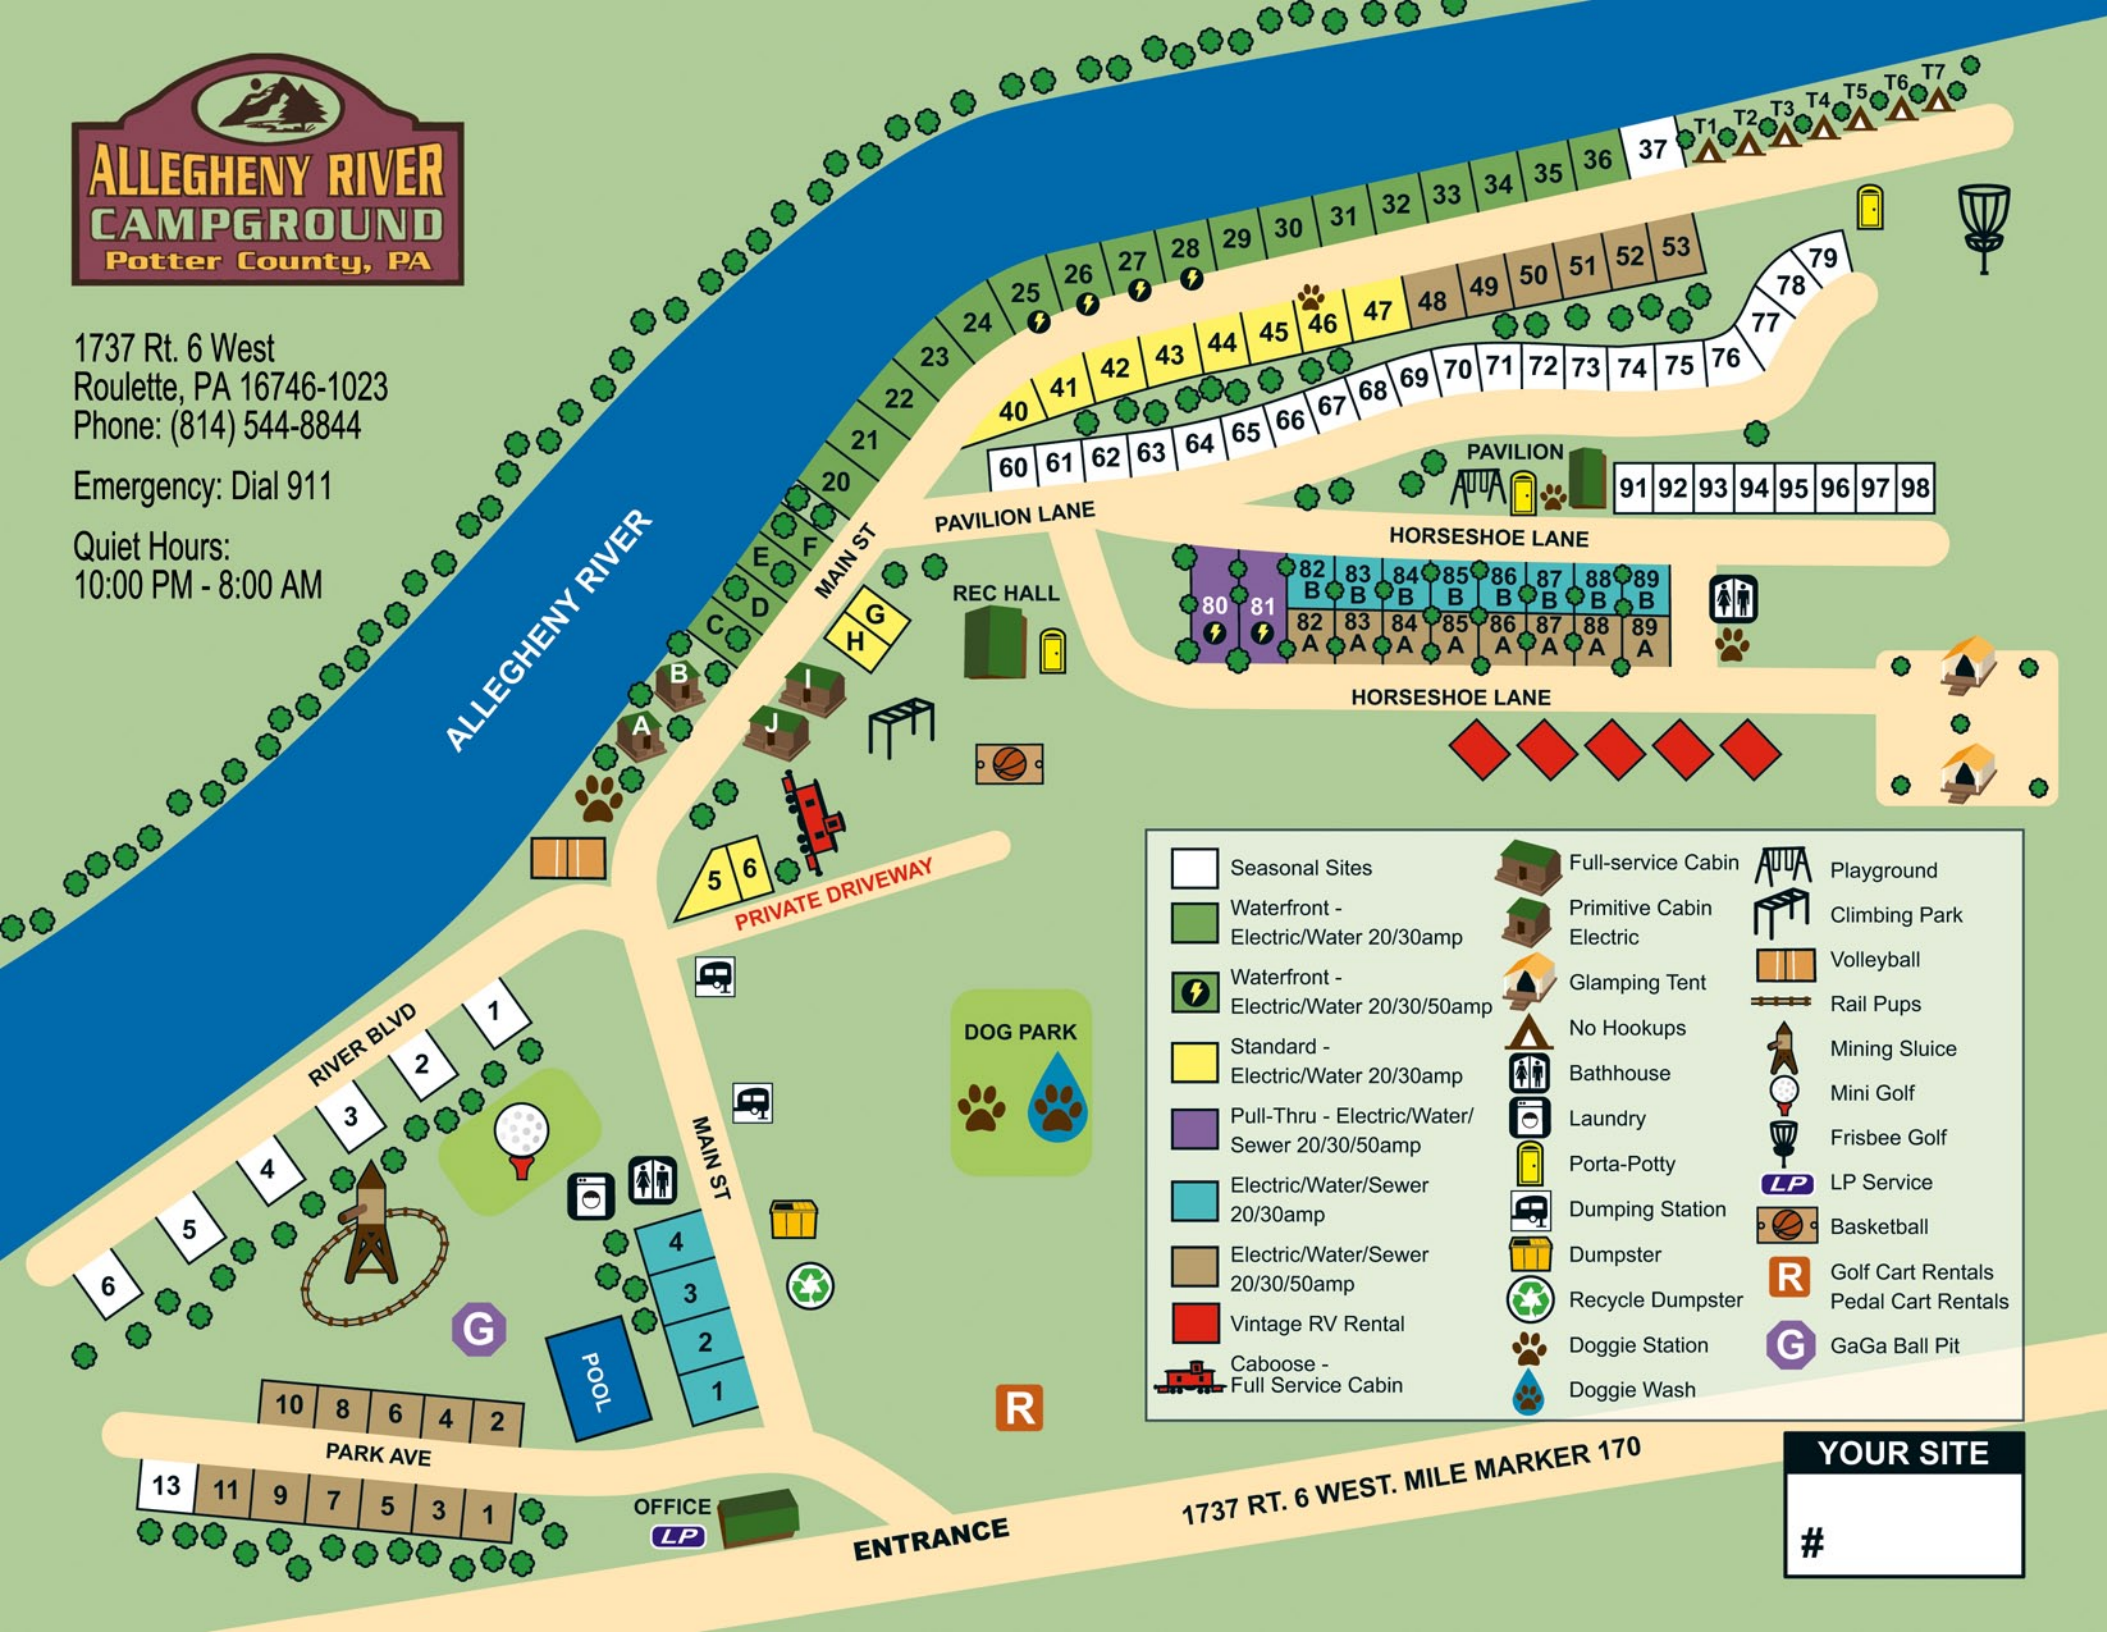 ALLEGHENY RIVER
CAMPGROUND
Potter County, PA
1737 Rt. 6 West
Roulette, PA 16746-1023
Phone: (814) 544-8844
Emergency: Dial 911
Quiet Hours:
10:00 PM - 8:00 AM
ALLEGHENY RIVER
T1 T2 T3 T4 T5 T6 T7
20 21 22 23 24 25 26 27 28 29 30 31 32 33 34 35 36 37
40 41 42 43 44 45 46 47 48 49 50 51 52 53
60 61 62 63 64 65 66 67 68 69 70 71 72 73 74 75 76 77 78 79
PAVILION
91 92 93 94 95 96 97 98
PAVILION LANE
HORSESHOE LANE
MAIN ST
E F
C D
B
A
G
H
I
J
REC HALL
80 81
82 B 83 B 84 B 85 B 86 B 87 B 88 B 89 B
82 A 83 A 84 A 85 A 86 A 87 A 88 A 89 A
HORSESHOE LANE
5 6
PRIVATE DRIVEWAY
RIVER BLVD
1
2
3
4
5
6
DOG PARK
MAIN ST
4
3
2
1
G
POOL
R
10 8 6 4 2
PARK AVE
13 11 9 7 5 3 1
OFFICE
LP
ENTRANCE
1737 RT. 6 WEST. MILE MARKER 170
Seasonal Sites
Waterfront -
Electric/Water 20/30amp
Waterfront -
Electric/Water 20/30/50amp
Standard -
Electric/Water 20/30amp
Pull-Thru - Electric/Water/
Sewer 20/30/50amp
Electric/Water/Sewer
20/30amp
Electric/Water/Sewer
20/30/50amp
Vintage RV Rental
Caboose -
Full Service Cabin
Full-service Cabin
Primitive Cabin
Electric
Glamping Tent
No Hookups
Bathhouse
Laundry
Porta-Potty
Dumping Station
Dumpster
Recycle Dumpster
Doggie Station
Doggie Wash
Playground
Climbing Park
Volleyball
Rail Pups
Mining Sluice
Mini Golf
Frisbee Golf
LP LP Service
Basketball
R Golf Cart Rentals
Pedal Cart Rentals
G GaGa Ball Pit
YOUR SITE
#